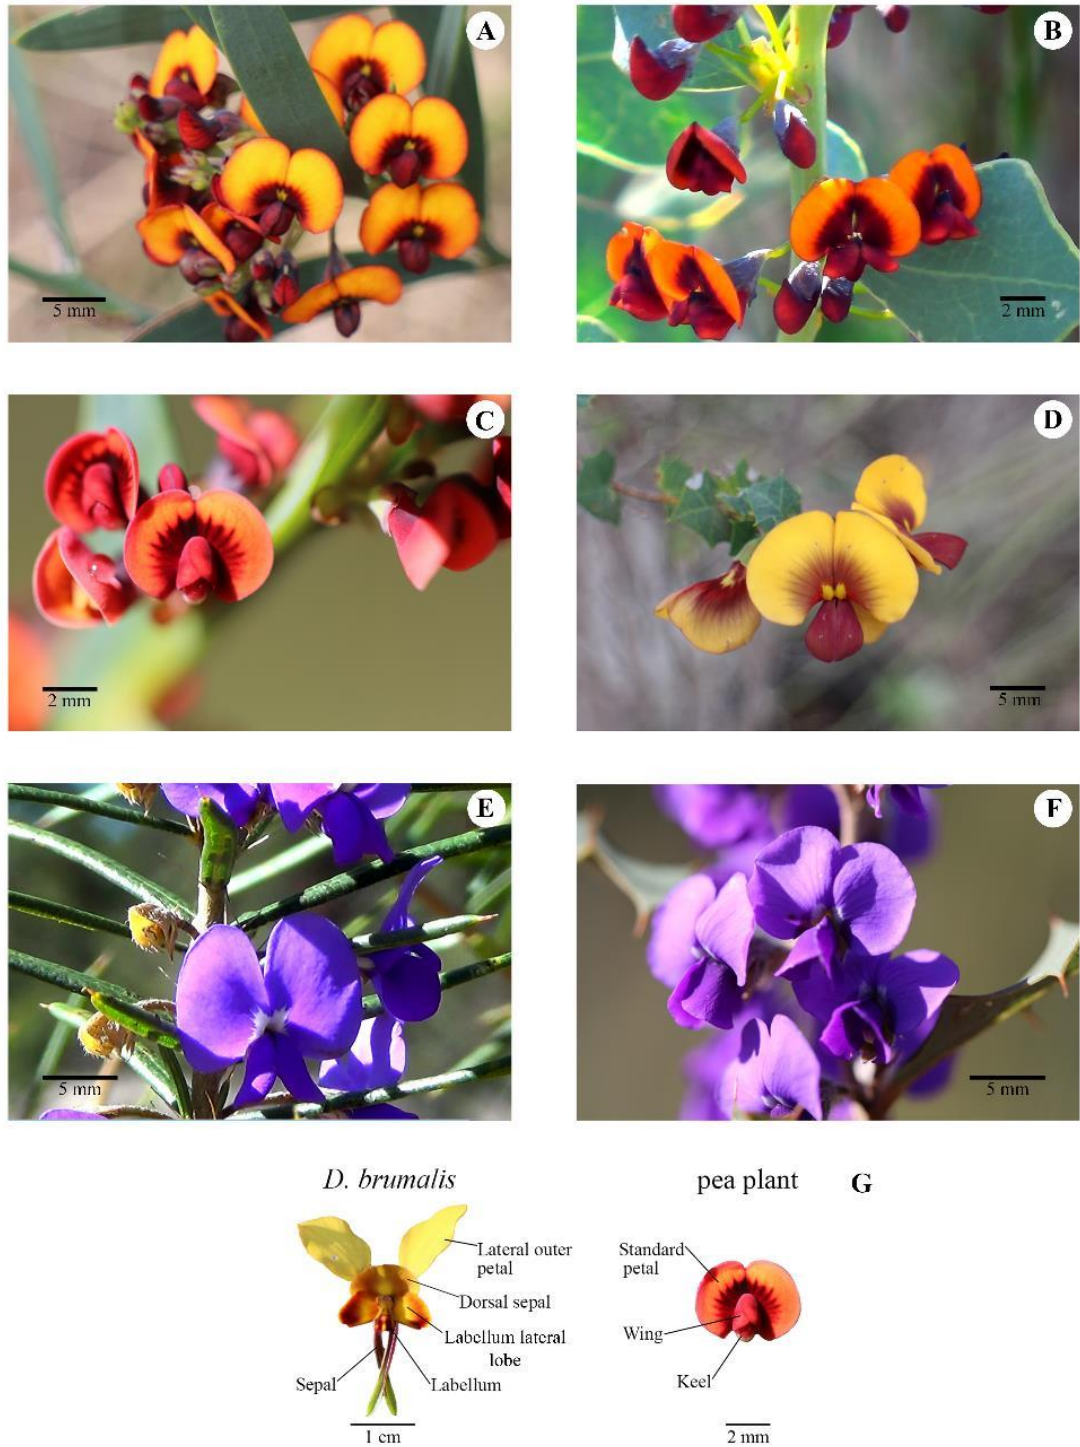 A
5 mm
B
2 mm
C
2 mm
D
5 mm
E
5 mm
F
5 mm
D. brumalis
Lateral outer
petal
Dorsal sepal
Labellum lateral
lobe
Sepal
Labellum
1 cm
pea plant
G
Standard
petal
Wing
Keel
2 mm